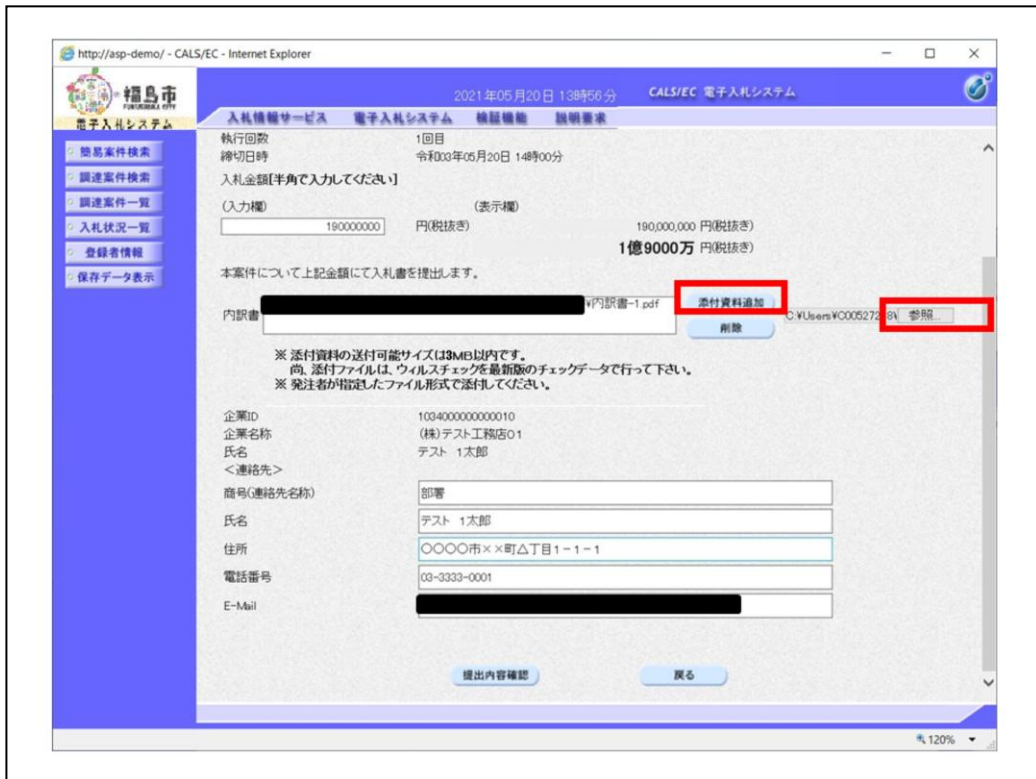 http://asp-demo/ - CALS/EC - Internet Explorer
福島市
FUKUSHIMA CITY
電子入札システム
2021年05月20日 13時56分
CALS/EC 電子入札システム
入札情報サービス 電子入札システム 検証機能 説明要求
簡易案件検索
調達案件検索
調達案件一覧
入札状況一覧
登録者情報
保存データ表示
執行回数 1回目
締切日時 令和03年05月20日 14時00分
入札金額[半角で入力してください]
(入力欄) (表示欄)
190000000 円(税抜き) 190,000,000 円(税抜き)
1億9000万 円(税抜き)
本案件について上記金額にて入札書を提出します。
内訳書 ¥内訳書-1.pdf 添付資料追加
削除
C:¥Users¥C005272 8¥ 参照...
※ 添付資料の送付可能サイズは3MB以内です。
尚、添付ファイルは、ウィルスチェックを最新版のチェックデータで行って下さい。
※ 発注者が指定したファイル形式で添付してください。
企業ID 1034000000000010
企業名称 (株)テスト工務店01
氏名 テスト 1太郎
<連絡先>
商号(連絡先名称) 部署
氏名 テスト 1太郎
住所 〇〇〇〇市××町△丁目1-1-1
電話番号 03-3333-0001
E-Mail
提出内容確認 戻る
120%